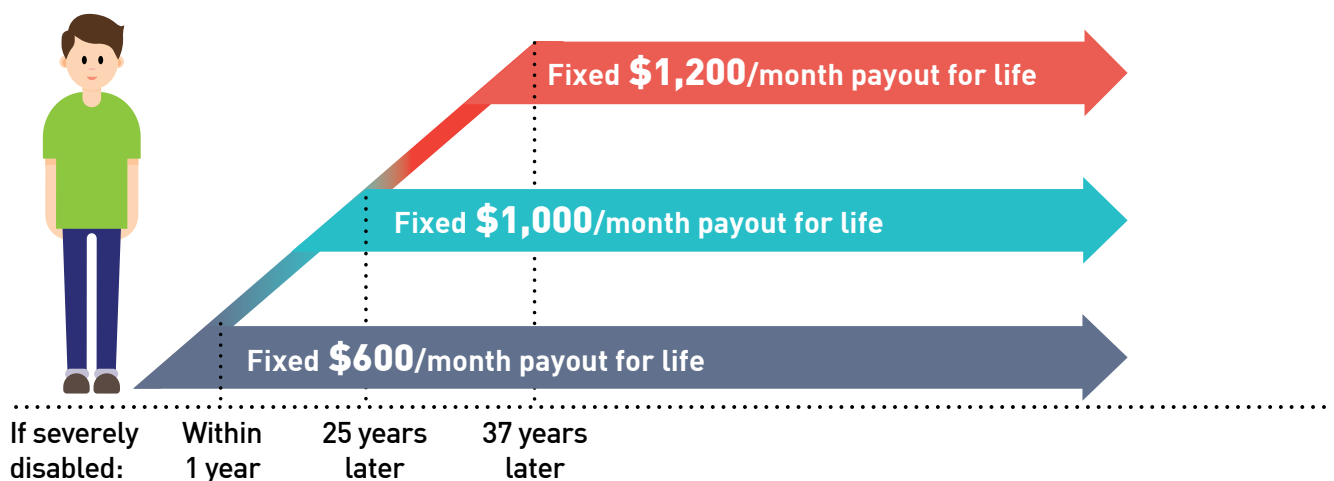 Fixed $1,200/month payout for life
Fixed $1,000/month payout for life
Fixed $600/month payout for life
If severely disabled:
Within 1 year
25 years later
37 years later